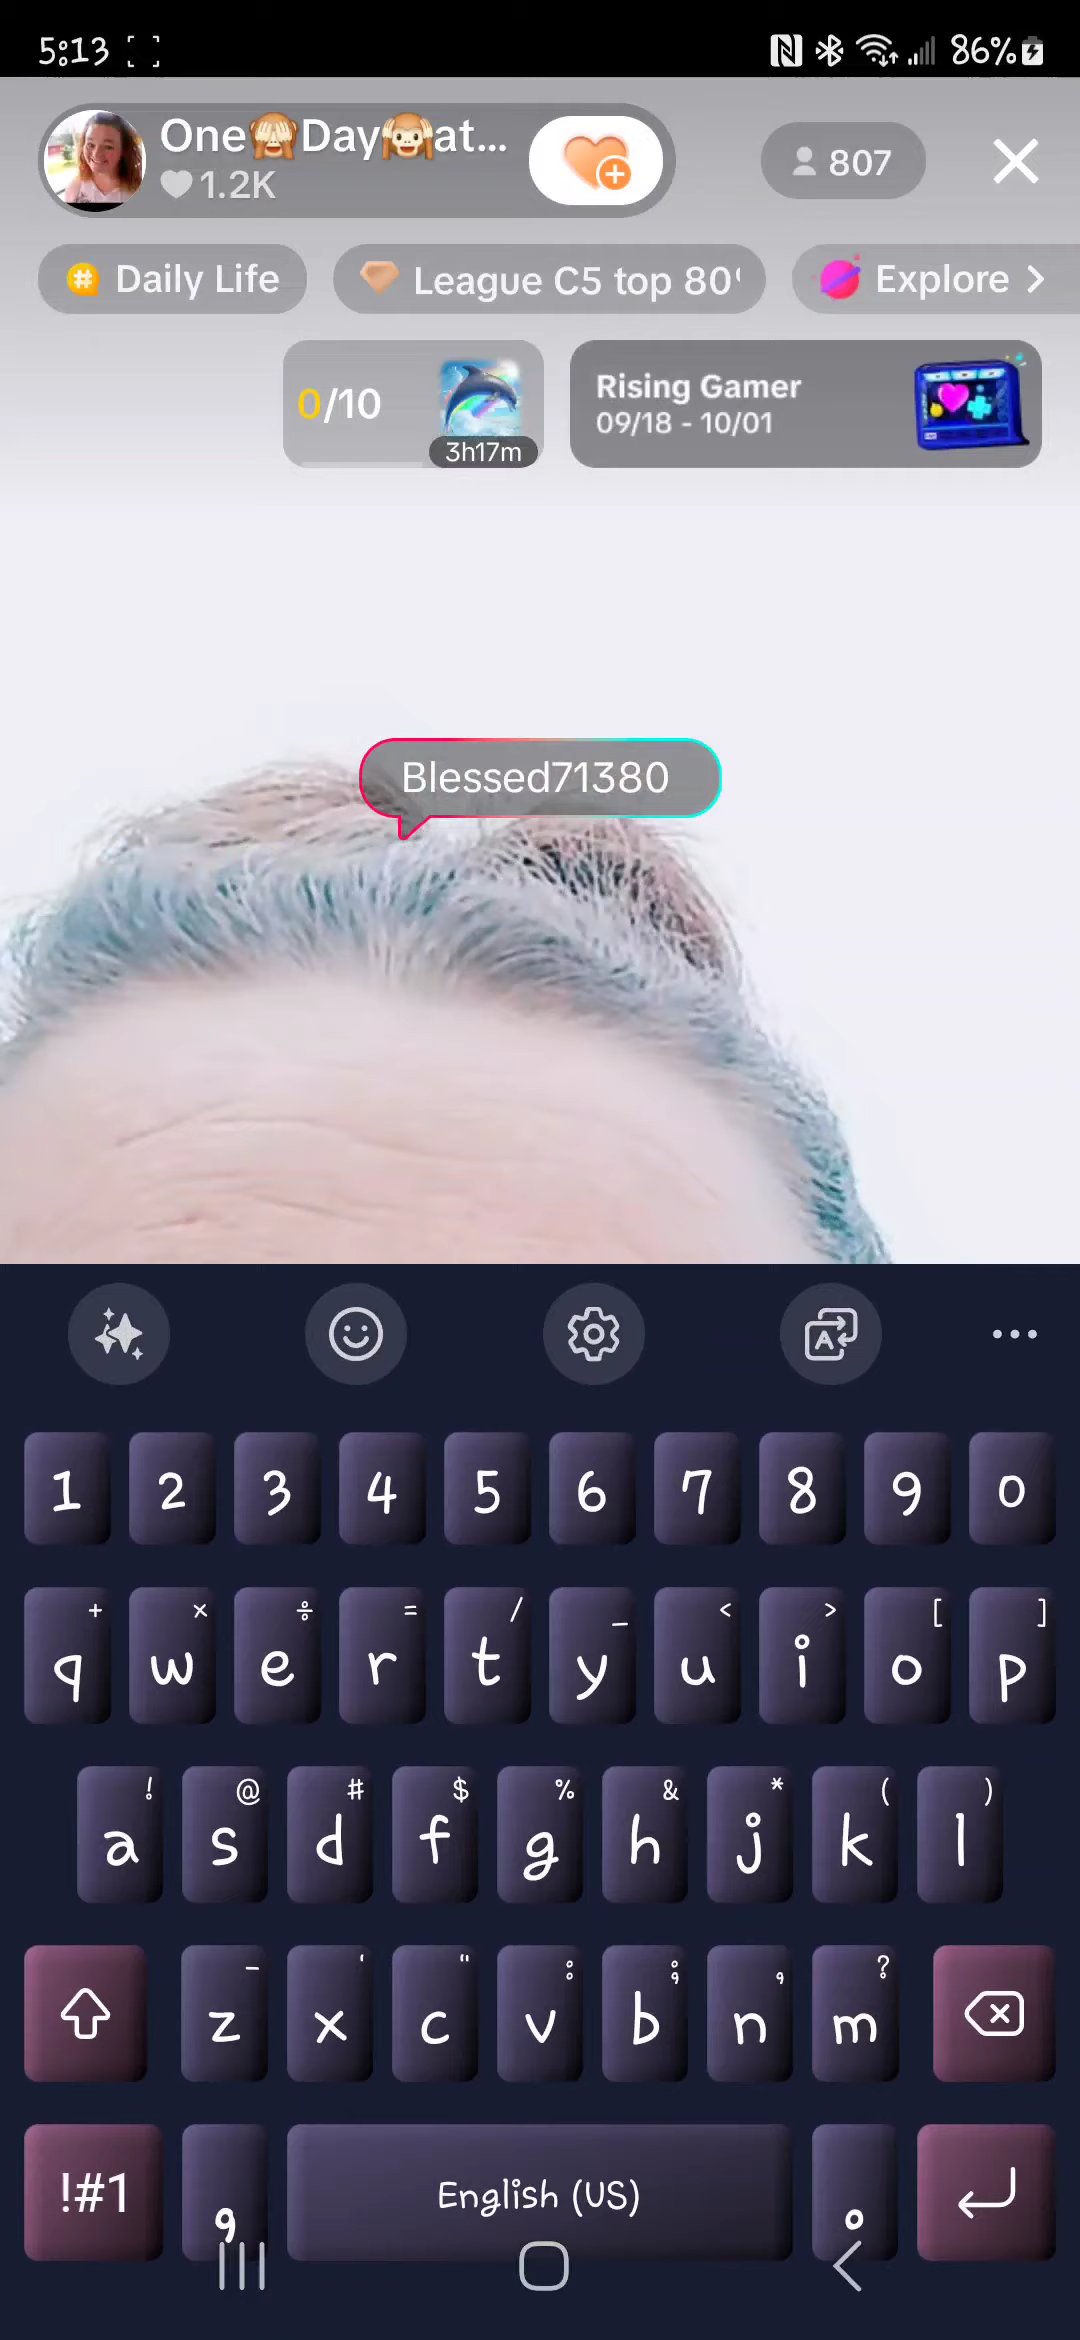 5:13
86%
One🙈Day🙉at...
1.2K
807
Daily Life
League C5 top 80
Explore >
0/10
3h17m
Rising Gamer
09/18 - 10/01
Blessed71380
1 2 3 4 5 6 7 8 9 0
+ × ÷ = / _ < > [ ]
q w e r t y u i o p
! @ # $ % & * ( )
a s d f g h j k l
- ' " : ; , ?
z x c v b n m
!#1 , English (US) .